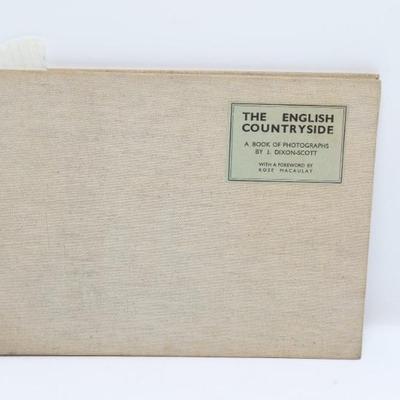 THE ENGLISH
COUNTRYSIDE
A BOOK OF PHOTOGRAPHS
BY J. DIXON-SCOTT
WITH A FOREWORD BY
ROSE MACAULAY